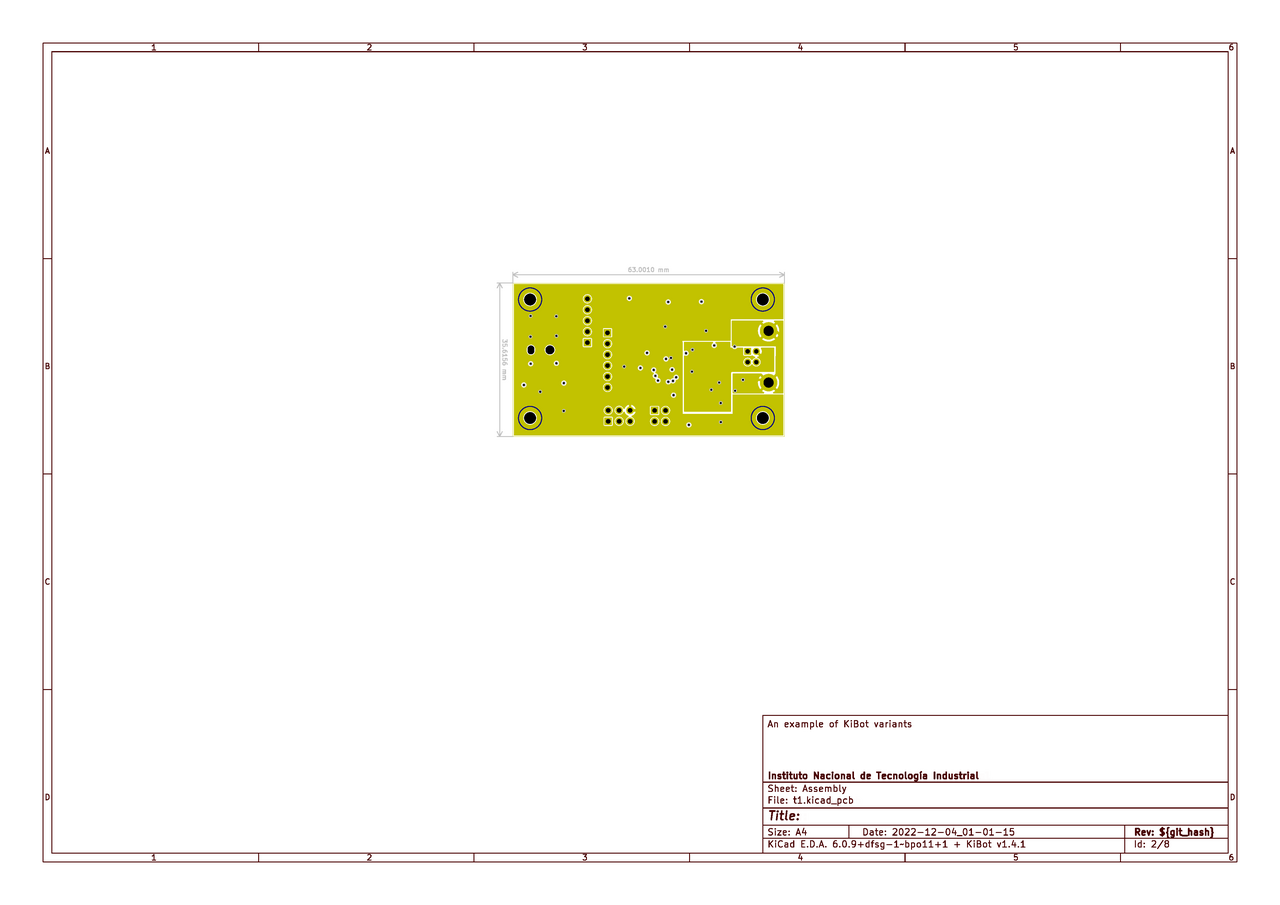 1 2 3 4 5 6
63.0010 mm
35.6156 mm
A A
B B
C C
D D
An example of KiBot variants
Instituto Nacional de Tecnología Industrial
Sheet: Assembly
File: t1.kicad_pcb
Title:
Size: A4 Date: 2022-12-04_01-01-15 Rev: ${git_hash}
KiCad E.D.A. 6.0.9+dfsg-1~bpo11+1 + KiBot v1.4.1 Id: 2/8
1 2 3 4 5 6